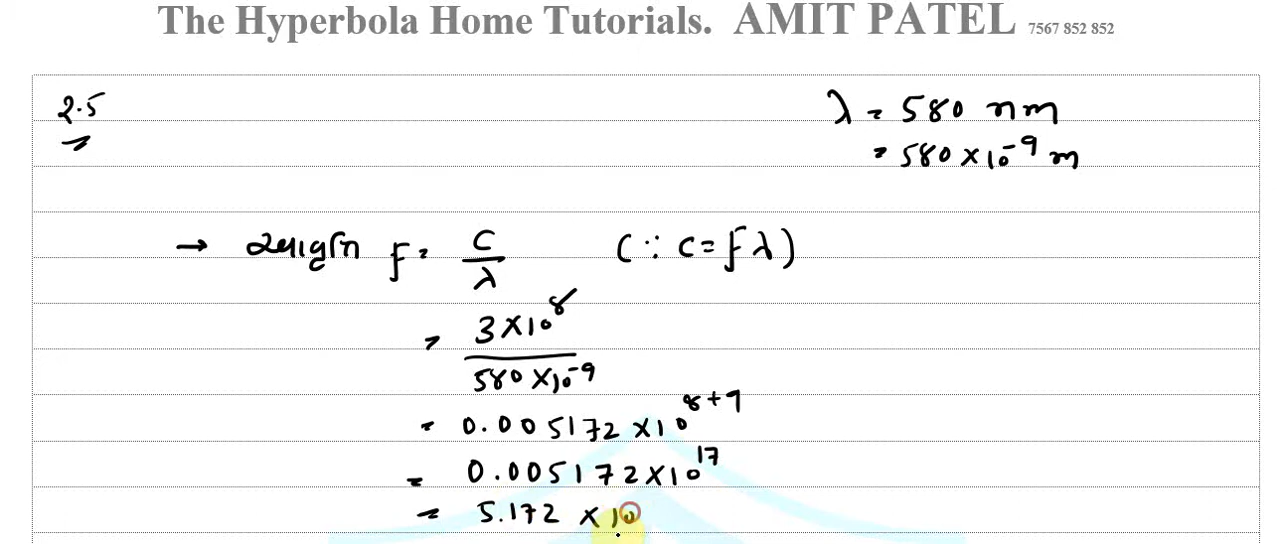 The Hyperbola Home Tutorials. AMIT PATEL 7567 852 852
2.5
λ = 580 nm
= 580 × 10⁻⁹ m
→ આવૃત્તિ f = c/λ (∵ c = fλ)
= 3 × 10⁸ / 580 × 10⁻⁹
= 0.005172 × 10⁸⁺⁹
= 0.005172 × 10¹⁷
= 5.172 × 10